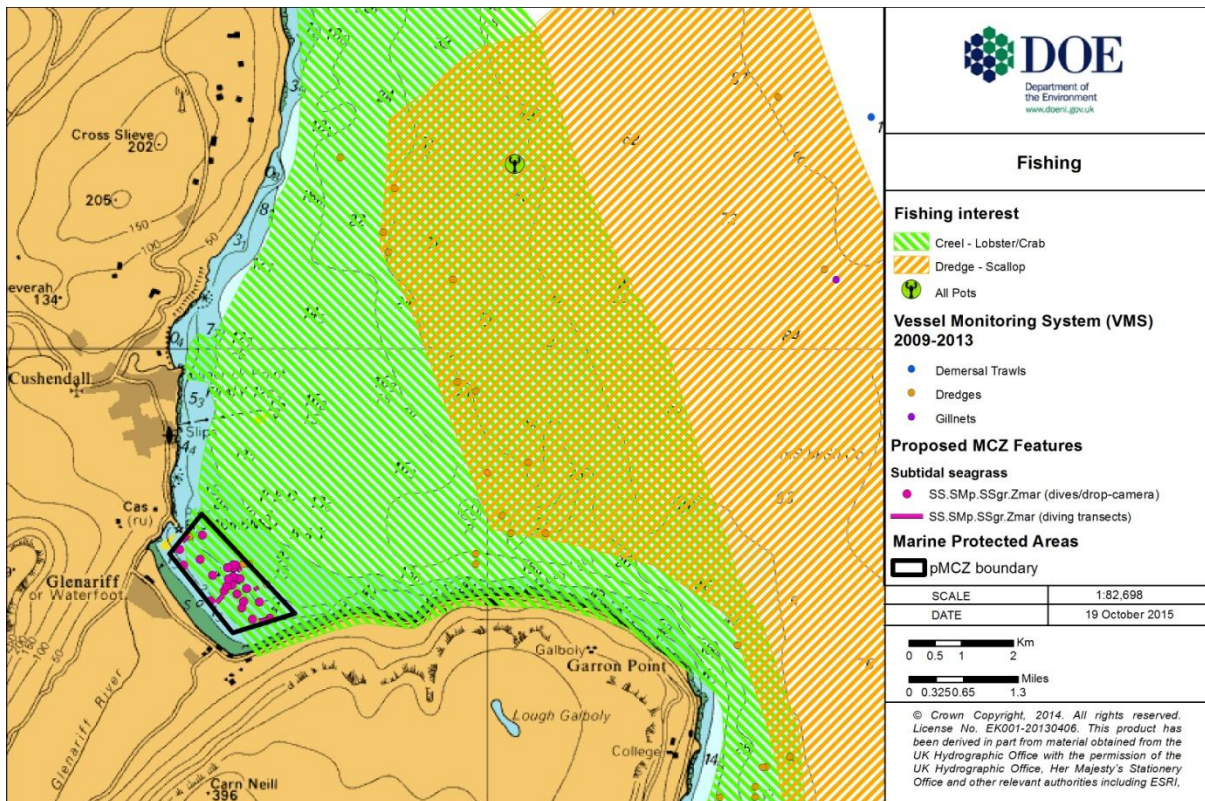 Cross Slieve
202
205
150
100
50
everah
134
Cushendall
Slips
Cas
(ru)
Glenariff
or Waterfoot
Glenariff River
Galboly
Garron Point
Lough Galboly
College
Carn Neill
396
DOE
Department of
the Environment
www.doeni.gov.uk
Fishing
Fishing interest
Creel - Lobster/Crab
Dredge - Scallop
All Pots
Vessel Monitoring System (VMS)
2009-2013
Demersal Trawls
Dredges
Gillnets
Proposed MCZ Features
Subtidal seagrass
SS.SMp.SSgr.Zmar (dives/drop-camera)
SS.SMp.SSgr.Zmar (diving transects)
Marine Protected Areas
pMCZ boundary
SCALE 1:82,698
DATE 19 October 2015
Km
0 0.5 1 2
Miles
0 0.325 0.65 1.3
© Crown Copyright, 2014. All rights reserved.
License No. EK001-20130406. This product has
been derived in part from material obtained from the
UK Hydrographic Office with the permission of the
UK Hydrographic Office, Her Majesty's Stationery
Office and other relevant authorities including ESRI,